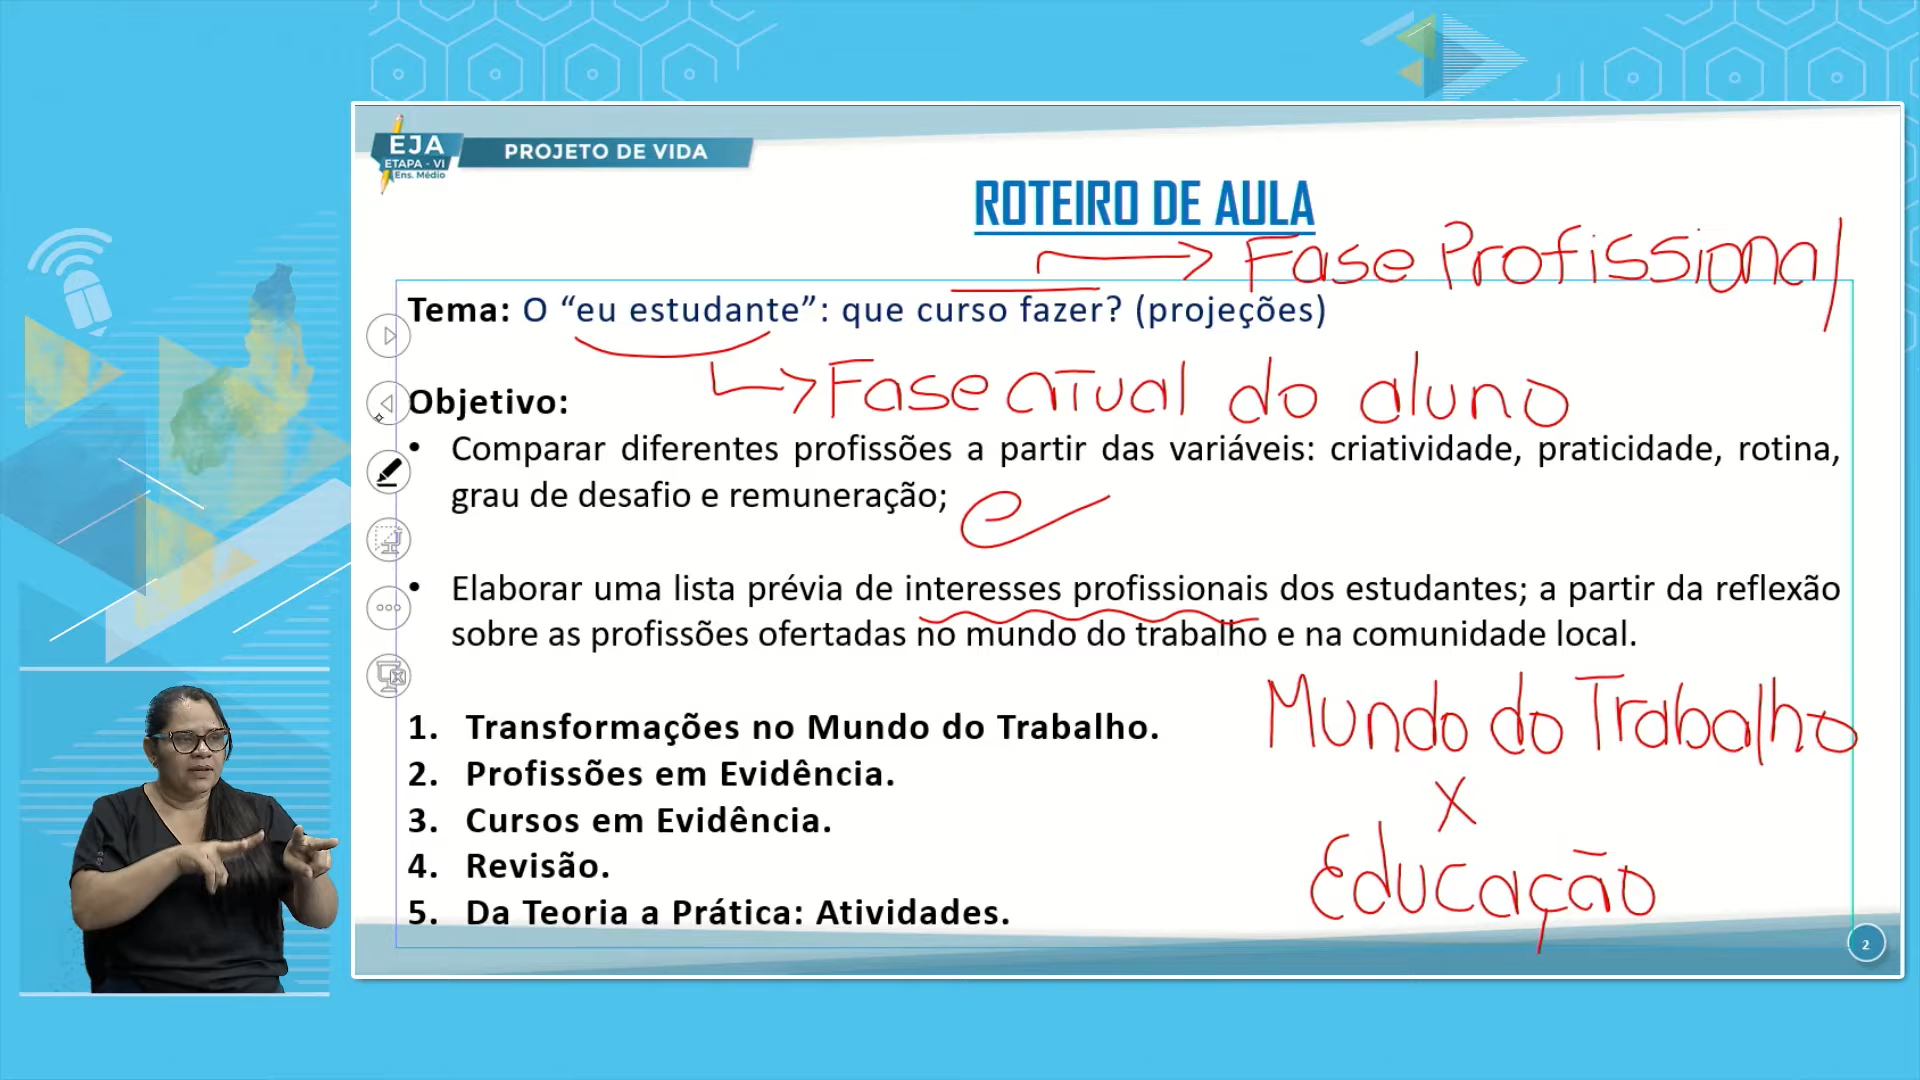 EJA
ETAPA - VI
Ens. Médio
PROJETO DE VIDA
ROTEIRO DE AULA
Fase Profissional
Tema: O “eu estudante”: que curso fazer? (projeções)
Fase atual do aluno
Objetivo:
• Comparar diferentes profissões a partir das variáveis: criatividade, praticidade, rotina,
grau de desafio e remuneração;
• Elaborar uma lista prévia de interesses profissionais dos estudantes; a partir da reflexão
sobre as profissões ofertadas no mundo do trabalho e na comunidade local.
1. Transformações no Mundo do Trabalho.
2. Profissões em Evidência.
3. Cursos em Evidência.
4. Revisão.
5. Da Teoria a Prática: Atividades.
Mundo do Trabalho
x
Educação
2